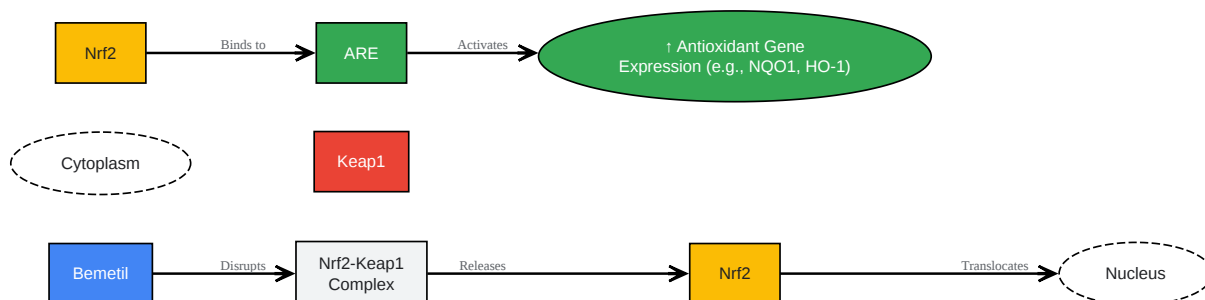 Nrf2
Binds to
ARE
Activates
↑ Antioxidant Gene
Expression (e.g., NQO1, HO-1)
Cytoplasm
Keap1
Bemetil
Disrupts
Nrf2-Keap1
Complex
Releases
Nrf2
Translocates
Nucleus